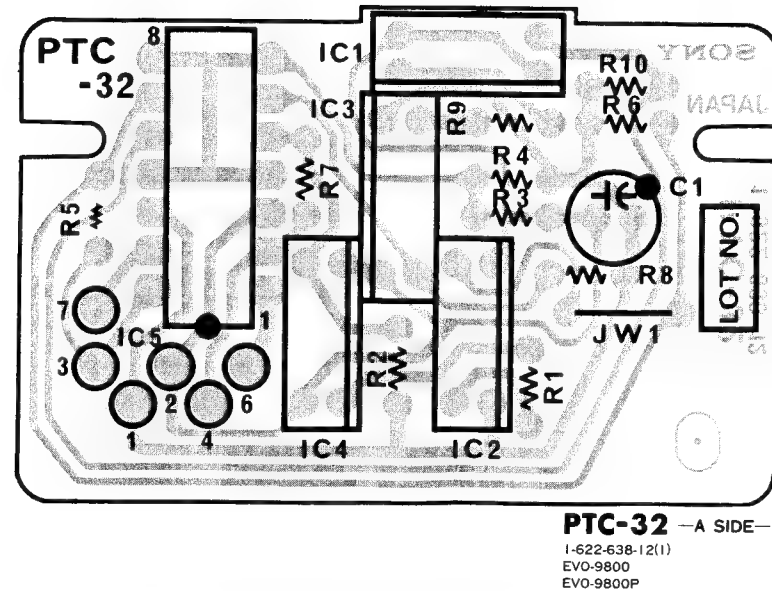 PTC
-32
8
IC1
SONY
R10
JAPAN
IC3
R9
R6
R4
R7
R3
C1
R5
LOT NO.
R8
7
IC5
1
JW1
3
R2
R1
2
6
1
4
IC4
IC2
PTC-32 —A SIDE—
1-622-638-12(1)
EVO-9800
EVO-9800P